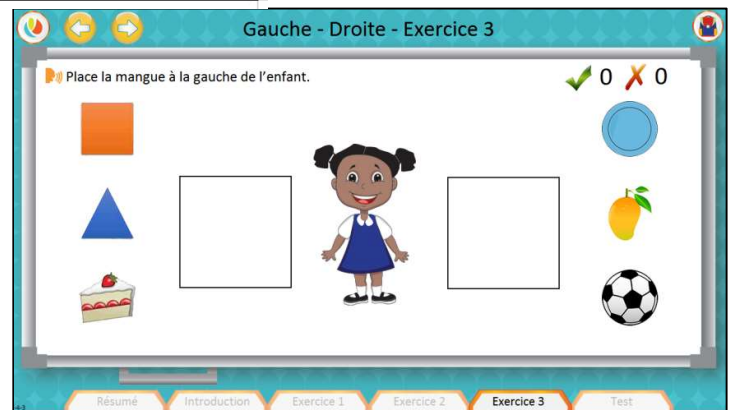 Gauche - Droite - Exercice 3
Place la mangue à la gauche de l'enfant.
0 0
Résumé Introduction Exercice 1 Exercice 2 Exercice 3 Test